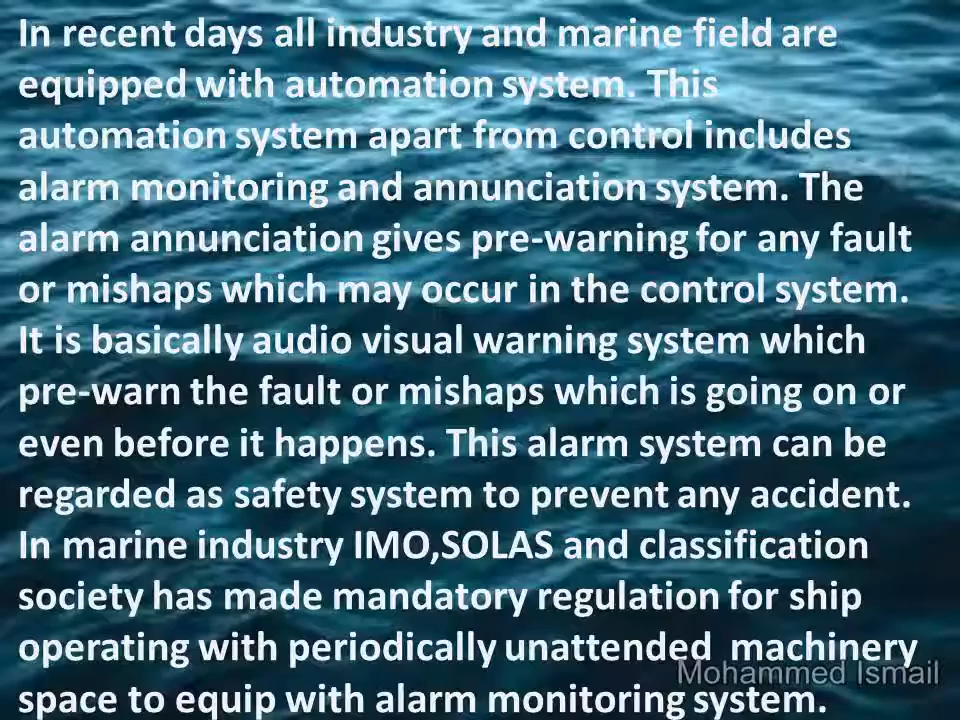 In recent days all industry and marine field are
equipped with automation system. This
automation system apart from control includes
alarm monitoring and annunciation system. The
alarm annunciation gives pre-warning for any fault
or mishaps which may occur in the control system.
It is basically audio visual warning system which
pre-warn the fault or mishaps which is going on or
even before it happens. This alarm system can be
regarded as safety system to prevent any accident.
In marine industry IMO,SOLAS and classification
society has made mandatory regulation for ship
operating with periodically unattended  machinery
Mohammed Ismail
space to equip with alarm monitoring system.